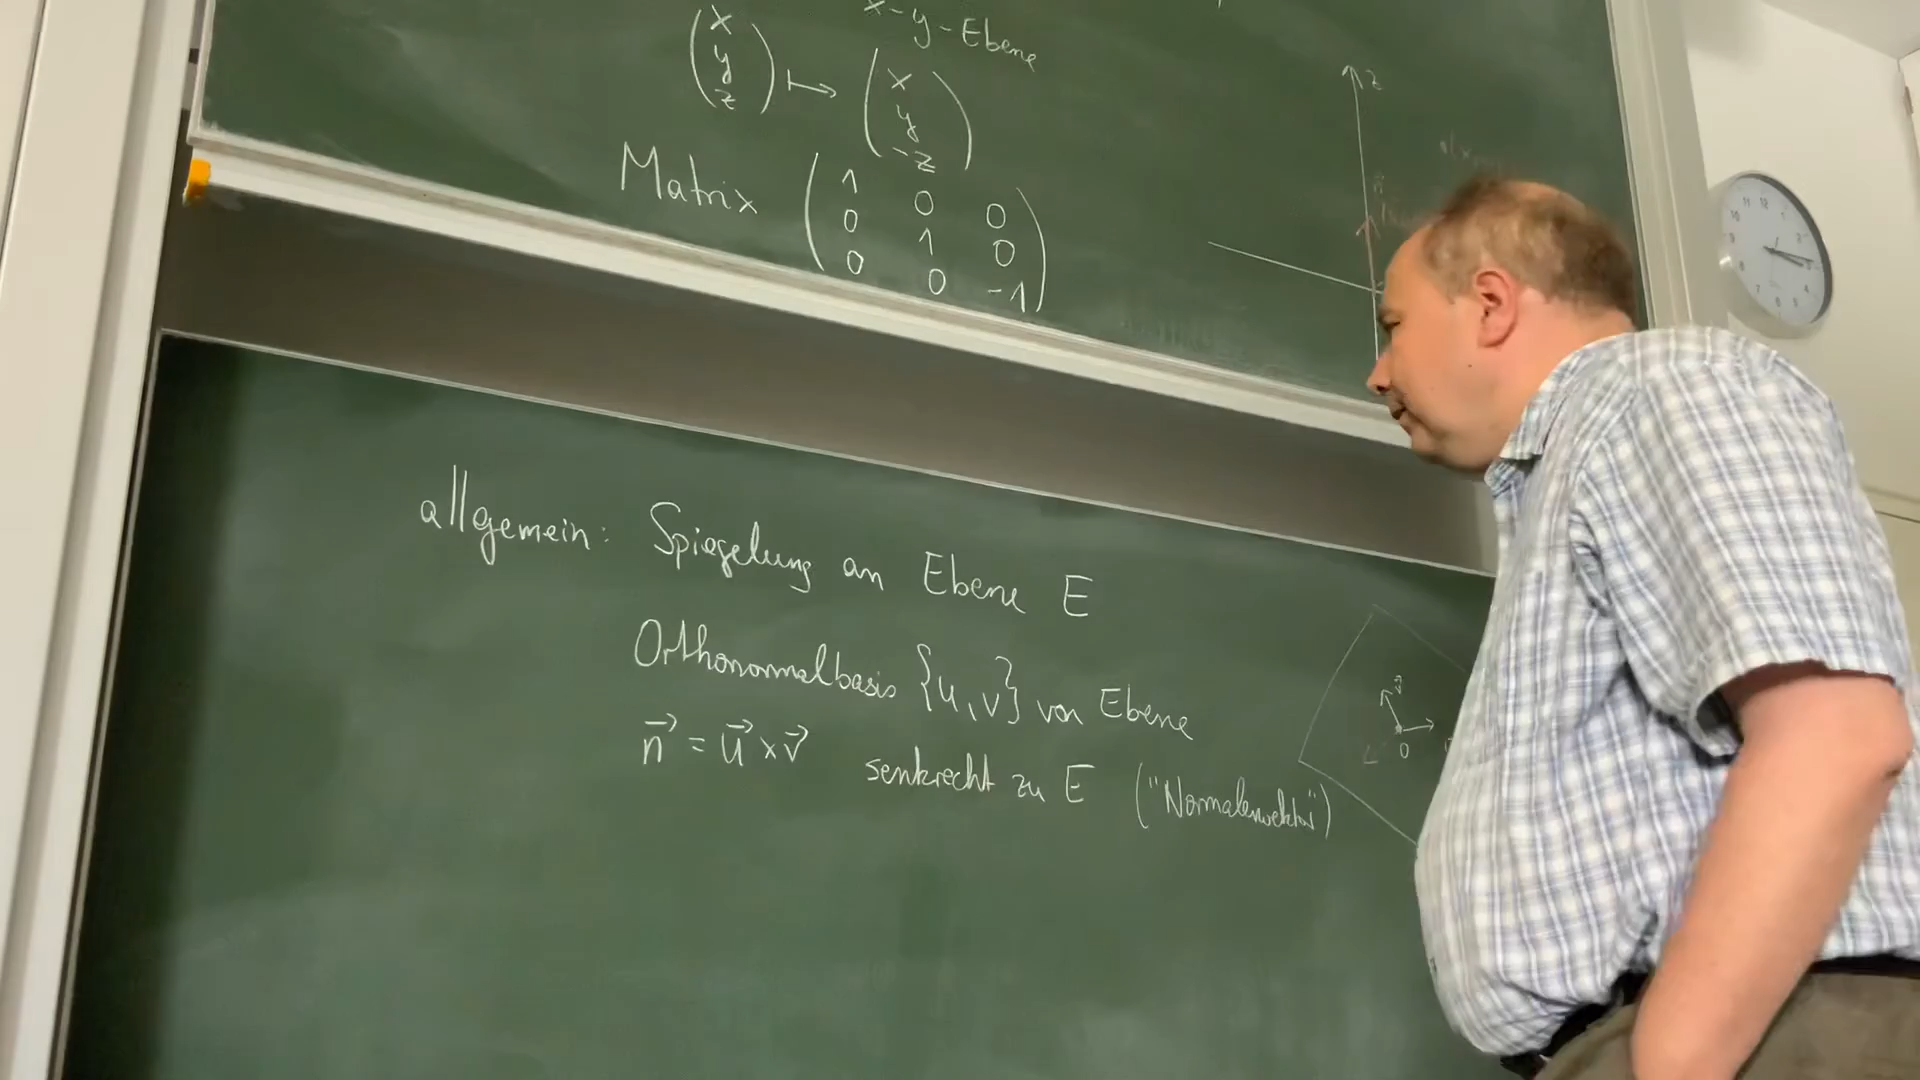 x-y-Ebene
(x y z) ↦ (x y -z)
Matrix
1 0 0
0 1 0
0 0 -1
z
allgemein: Spiegelung an Ebene E
Orthonormalbasis {u, v} von Ebene
n⃗ = u⃗ × v⃗ senkrecht zu E ("Normalenvektor")
v⃗
0